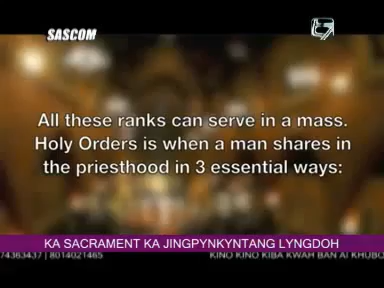 SASCOM
All these ranks can serve in a mass.
Holy Orders is when a man shares in
the priesthood in 3 essential ways:
KA SACRAMENT KA JINGPYNKYNTANG LYNGDOH
74363437 | 8014021465
KINO KINO KIBA KWAH BAN AI KHUBO